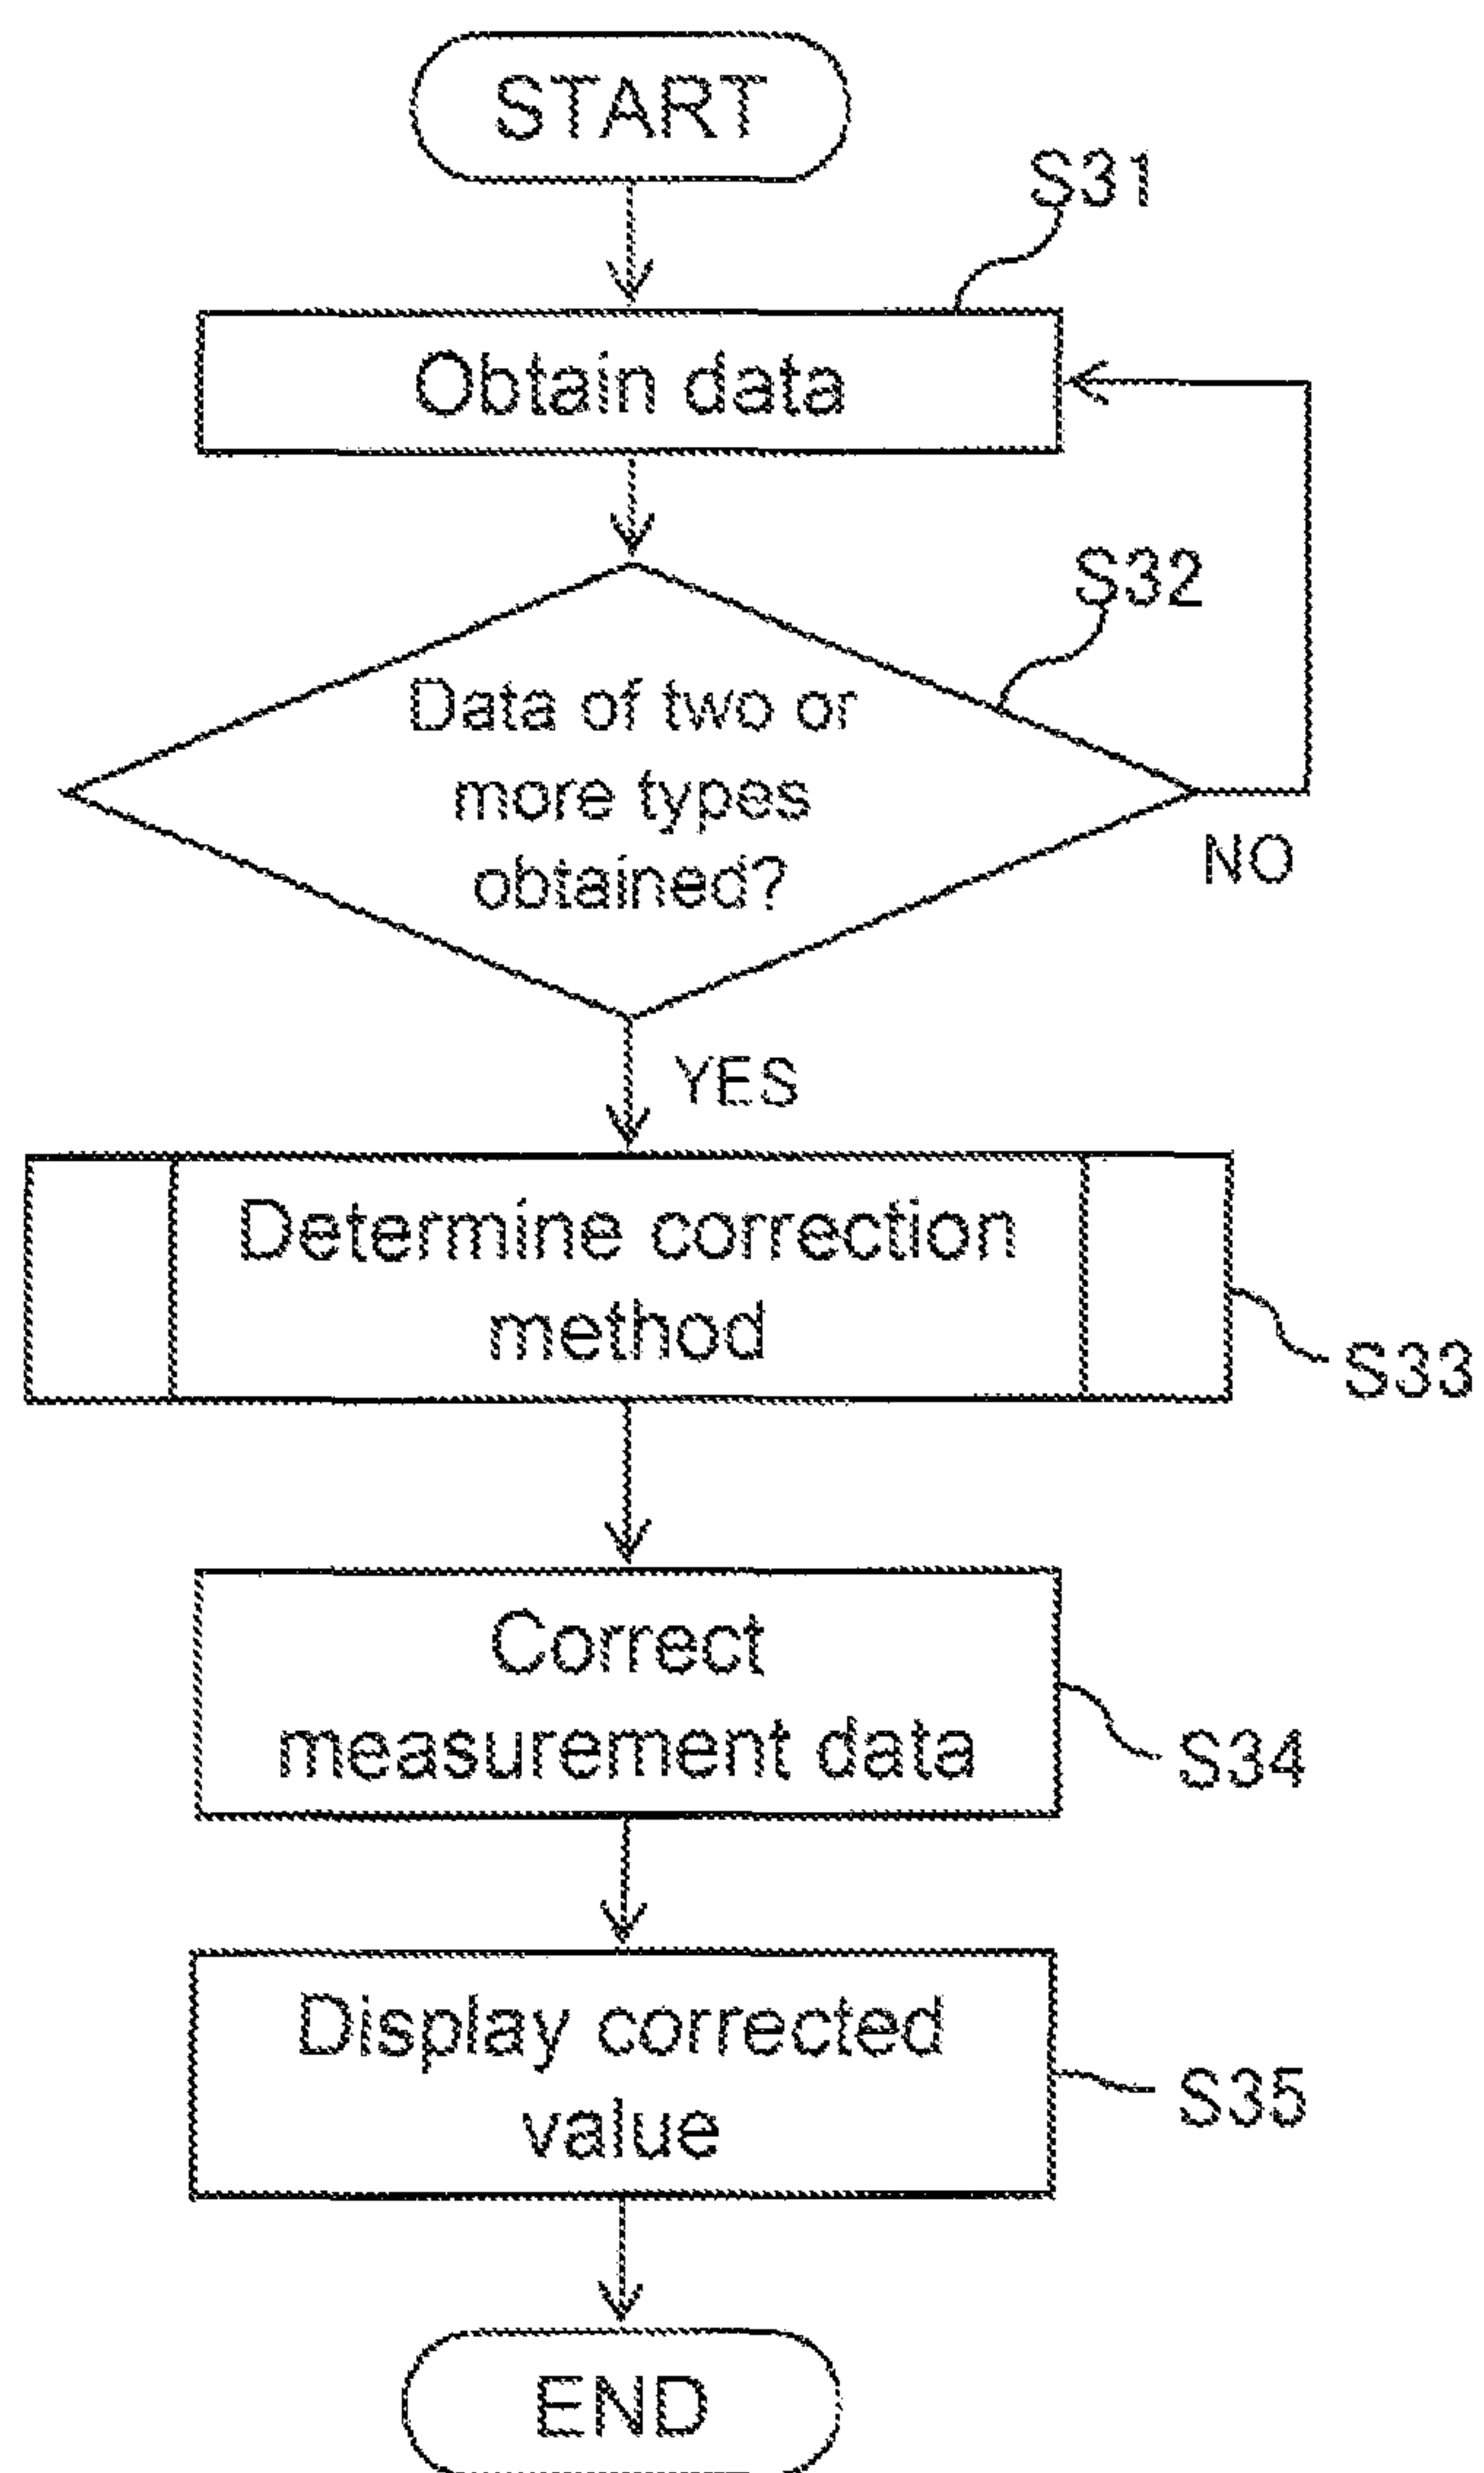 START
S31
Obtain data
S32
Data of two or
more types
obtained?
NO
YES
Determine correction
method
S33
Correct
measurement data
S34
Display corrected
value
S35
END